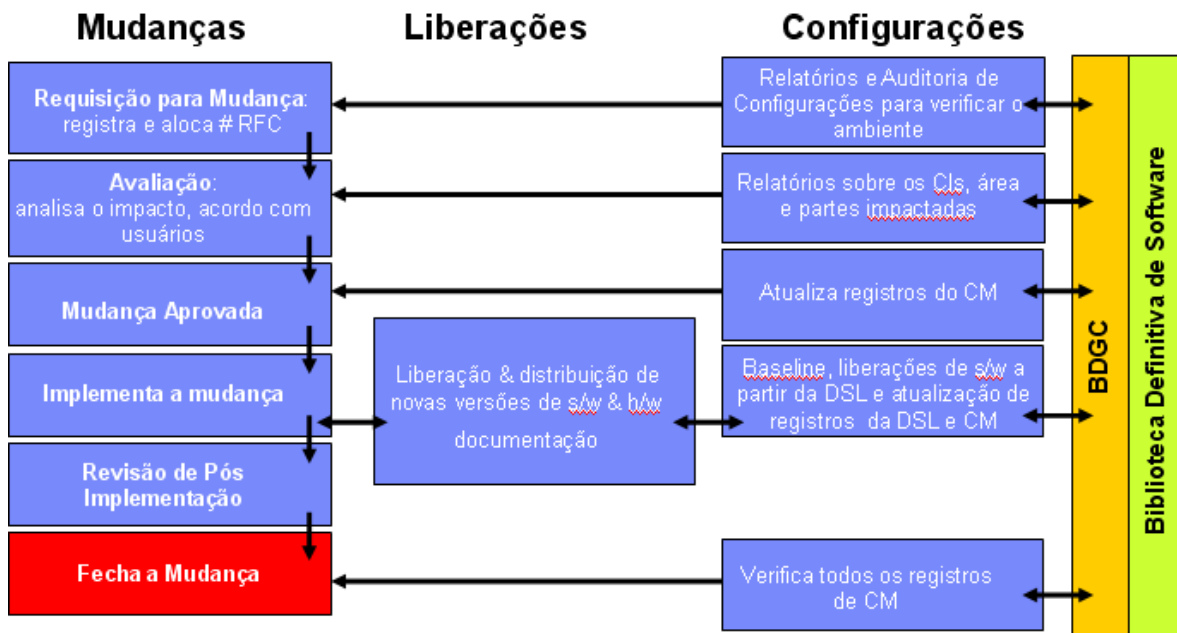 Mudanças
Liberações
Configurações
Requisição para Mudança:
registra e aloca # RFC
Avaliação:
analisa o impacto, acordo com
usuários
Mudança Aprovada
Implementa a mudança
Revisão de Pós
Implementação
Fecha a Mudança
Liberação & distribuição de
novas versões de s/w & h/w
documentação
Relatórios e Auditoria de
Configurações para verificar o
ambiente
Relatórios sobre os CIs, área
e partes impactadas
Atualiza registros do CM
Baseline, liberações de s/w a
partir da DSL e atualização de
registros da DSL e CM
Verifica todos os registros
de CM
BDGC
Biblioteca Definitiva de Software